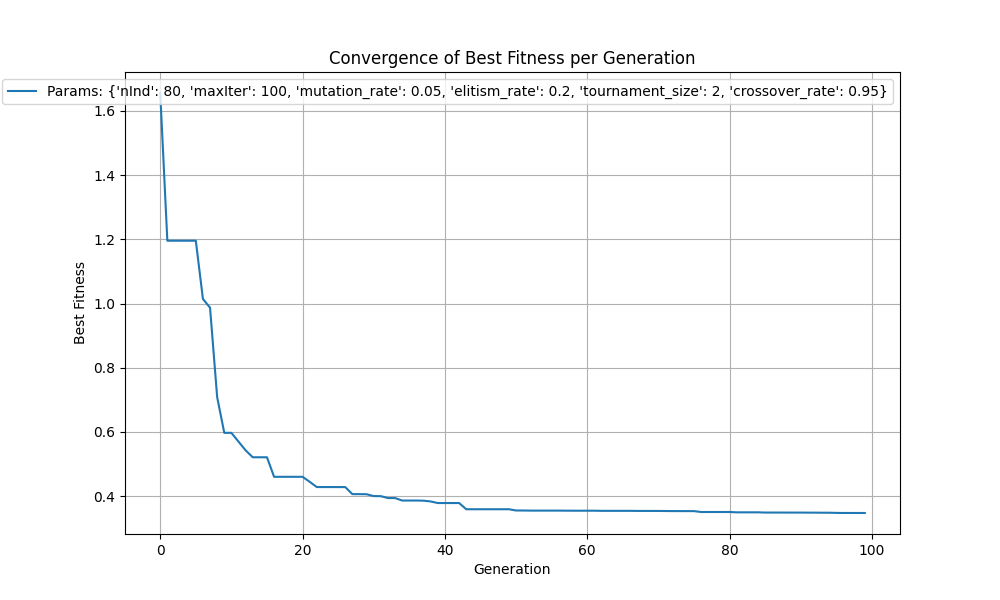 Convergence of Best Fitness per Generation
Params: {'nInd': 80, 'maxIter': 100, 'mutation_rate': 0.05, 'elitism_rate': 0.2, 'tournament_size': 2, 'crossover_rate': 0.95}
1.6
1.4
1.2
1.0
0.8
0.6
0.4
Best Fitness
0 20 40 60 80 100
Generation